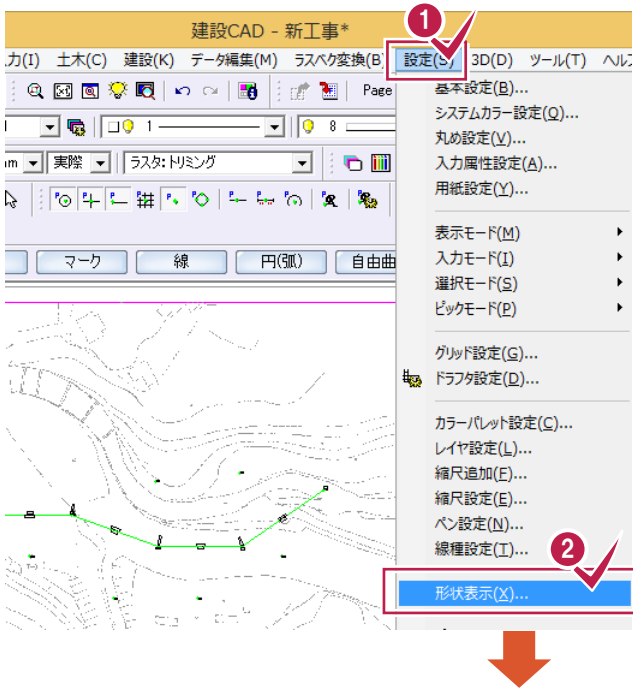 建設CAD - 新工事*
1
力(I) 土木(C) 建設(K) データ編集(M) ラスベク変換(B) 設定(S) 3D(D) ツール(T) ヘル
Page
1 8
mm 実際 ラスタ:トリミング
マーク 線 円(弧) 自由曲
基本設定(B)...
システムカラー設定(O)...
丸め設定(V)...
入力属性設定(A)...
用紙設定(Y)...
表示モード(M)
入力モード(I)
選択モード(S)
ピックモード(P)
グリッド設定(G)...
ドラフタ設定(D)...
カラーパレット設定(C)...
レイヤ設定(L)...
縮尺追加(F)...
縮尺設定(E)...
ペン設定(N)...
線種設定(T)...
2
形状表示(X)...